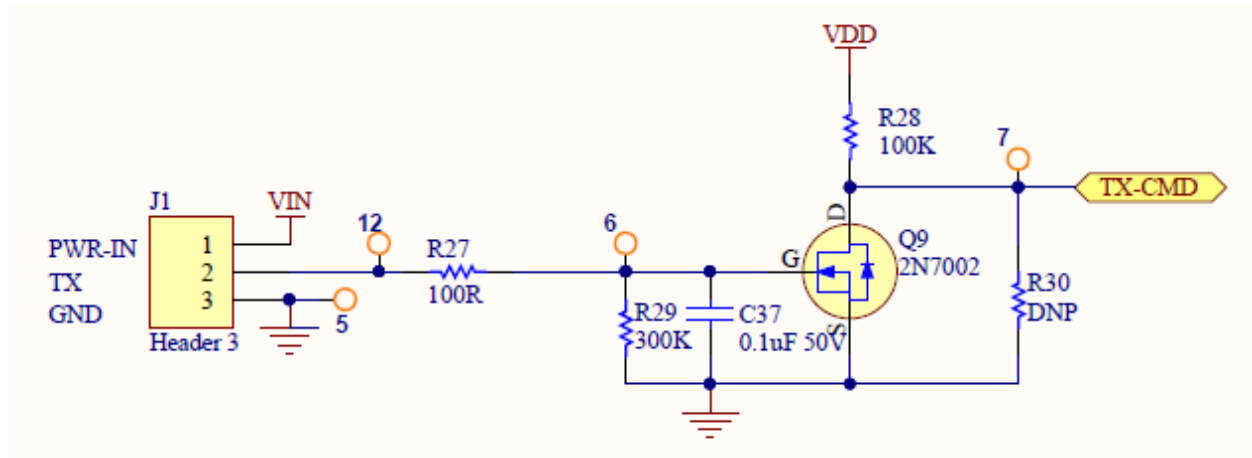 VDD
R28
100K
7
TX-CMD
J1
VIN
PWR-IN
TX
GND
1
2
3
Header 3
12
5
R27
100R
6
R29
300K
C37
0.1uF 50V
G
D
S
Q9
2N7002
R30
DNP